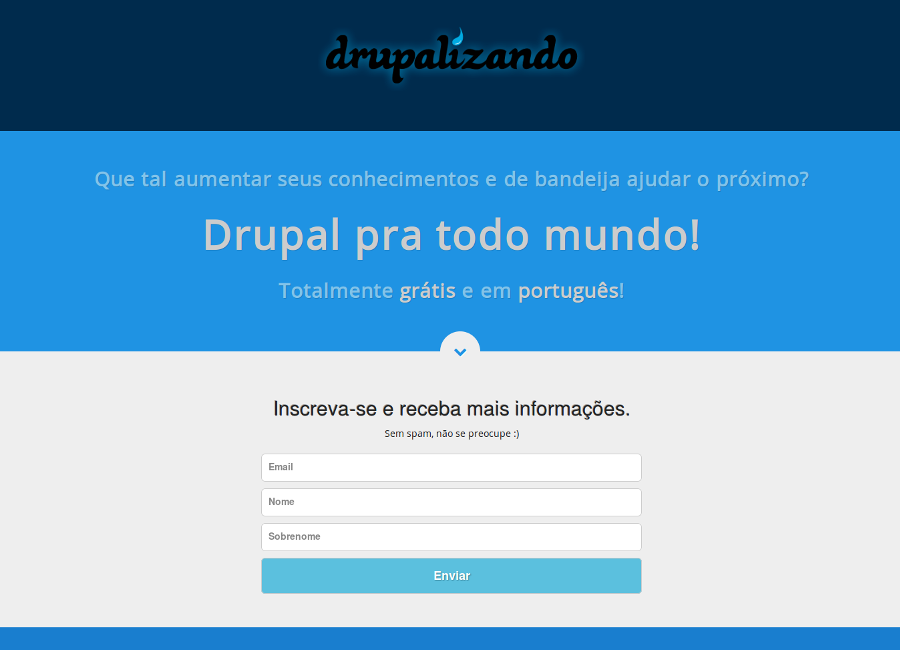 drupalizando
Que tal aumentar seus conhecimentos e de bandeija ajudar o próximo?
Drupal pra todo mundo!
Totalmente grátis e em português!
Inscreva-se e receba mais informações.
Sem spam, não se preocupe :)
Email
Nome
Sobrenome
Enviar